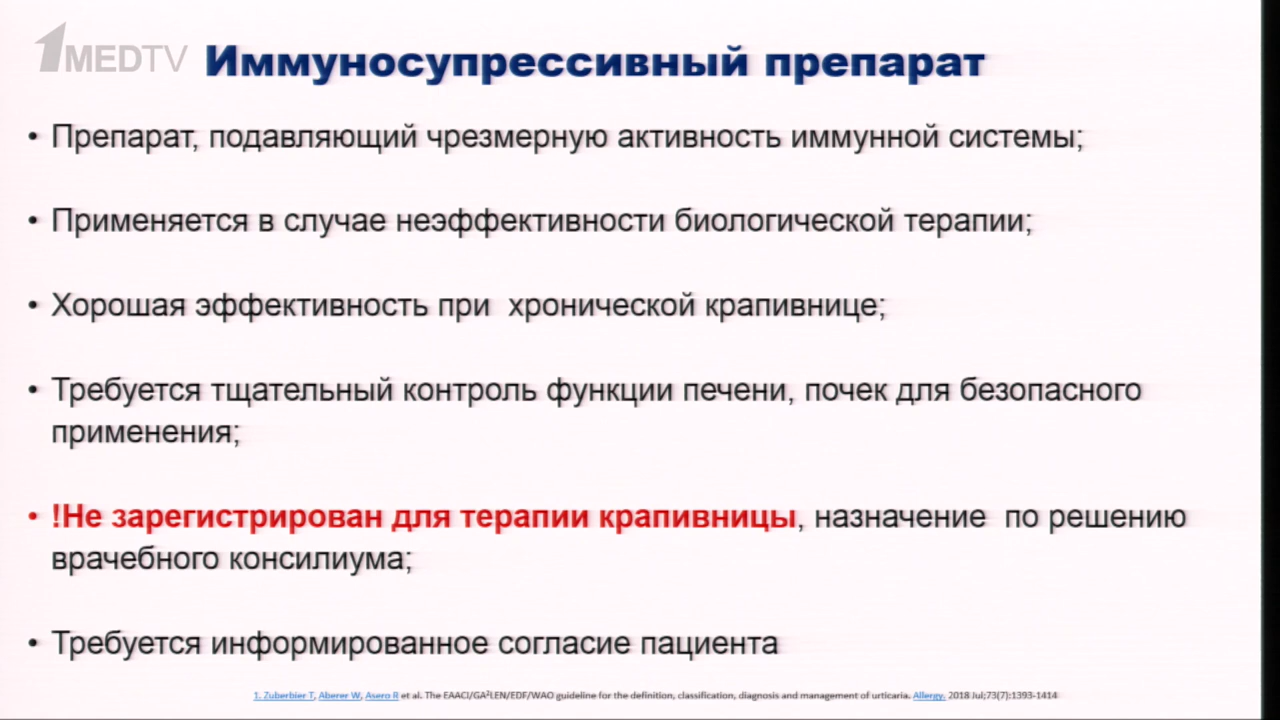 1MEDTV
Иммуносупрессивный препарат
• Препарат, подавляющий чрезмерную активность иммунной системы;
• Применяется в случае неэффективности биологической терапии;
• Хорошая эффективность при хронической крапивнице;
• Требуется тщательный контроль функции печени, почек для безопасного
применения;
• !Не зарегистрирован для терапии крапивницы, назначение по решению
врачебного консилиума;
• Требуется информированное согласие пациента
1. Zuberbier T, Aberer W, Asero R et al. The EAACI/GA²LEN/EDF/WAO guideline for the definition, classification, diagnosis and management of urticaria. Allergy. 2018 Jul;73(7):1393-1414